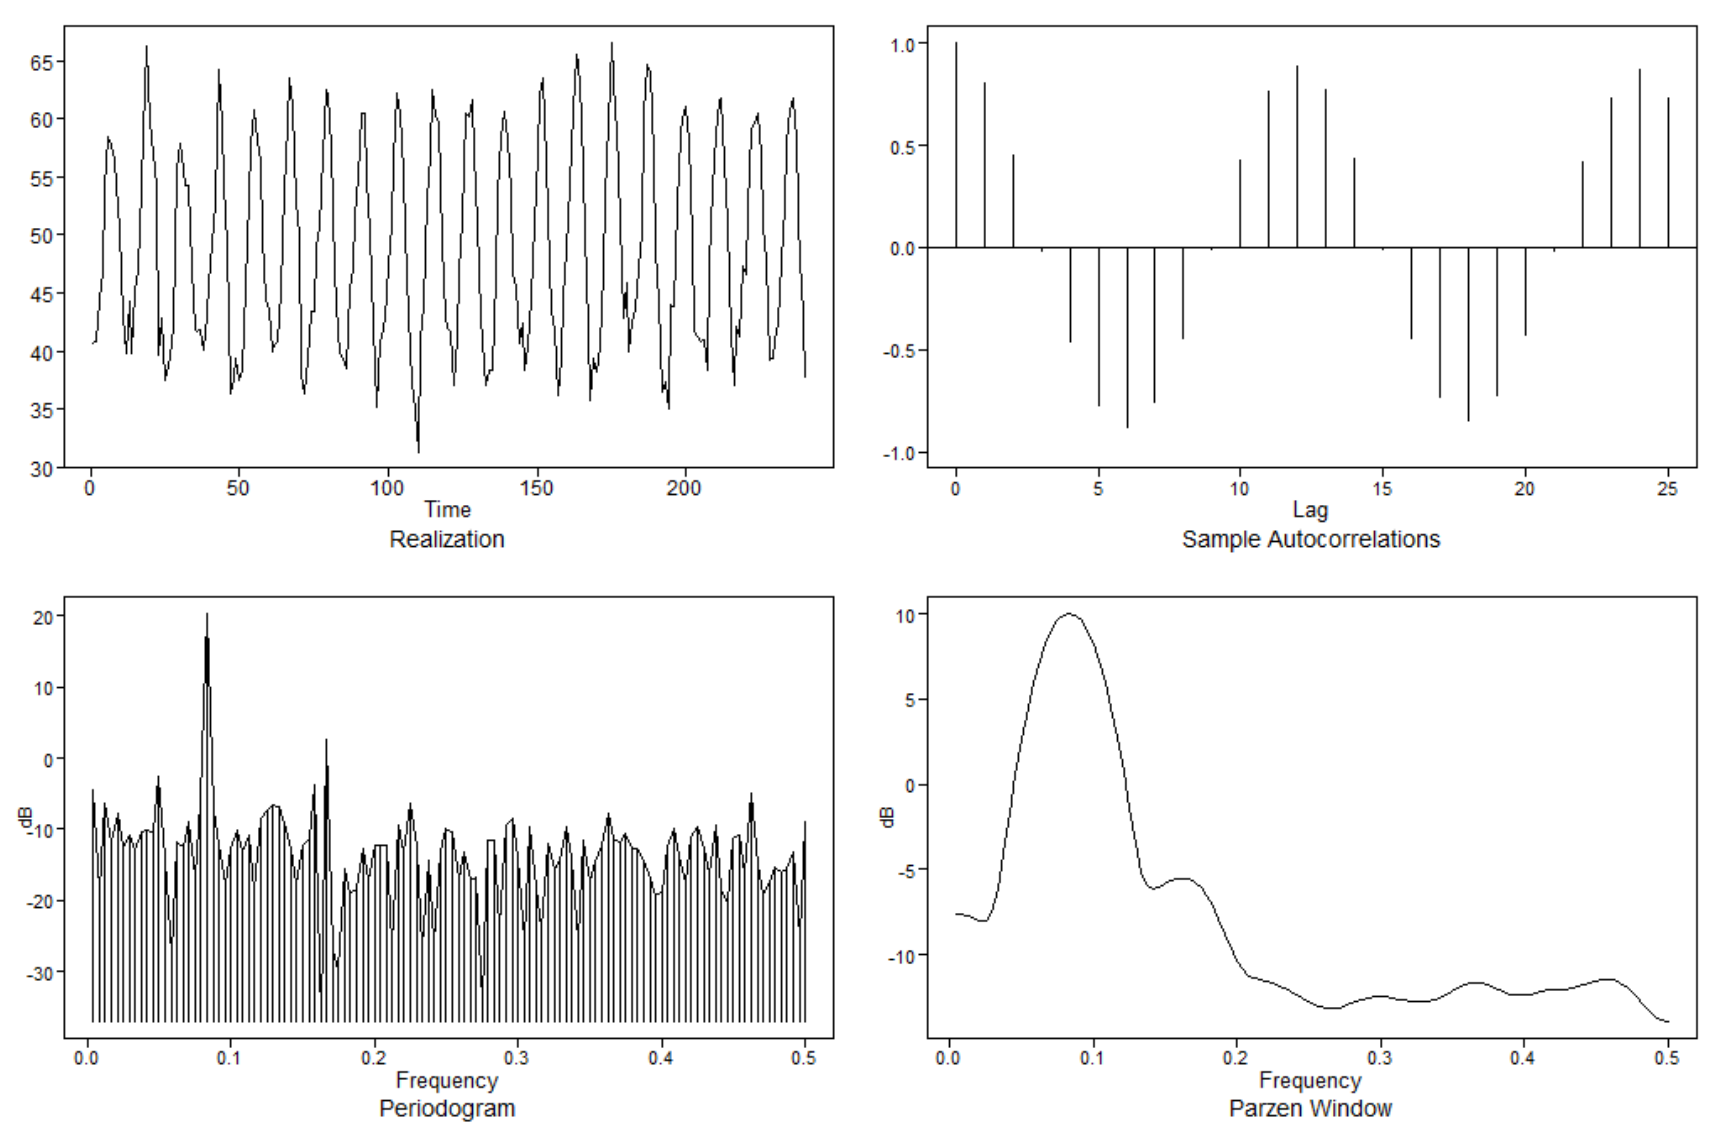 65
60
55
50
45
40
35
30
0 50 100 150 200
Time
Realization
1.0
0.5
0.0
-0.5
-1.0
0 5 10 15 20 25
Lag
Sample Autocorrelations
20
10
0
-10
-20
-30
dB
0.0 0.1 0.2 0.3 0.4 0.5
Frequency
Periodogram
10
5
0
-5
-10
dB
0.0 0.1 0.2 0.3 0.4 0.5
Frequency
Parzen Window